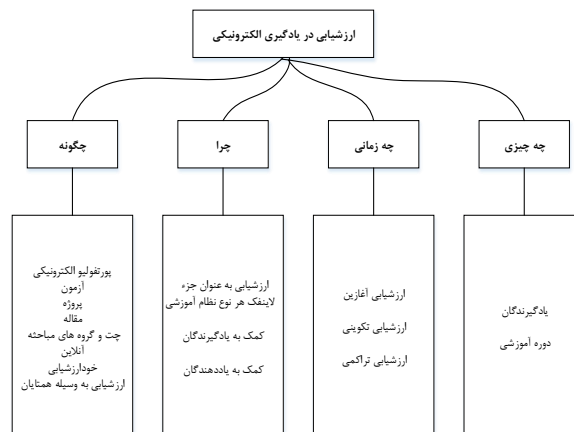 ارزشیابی در یادگیری الکترونیکی
چه چیزی
چه زمانی
چرا
چگونه
یادگیرندگان
دوره آموزشی
ارزشیابی آغازین
ارزشیابی تکوینی
ارزشیابی تراکمی
ارزشیابی به عنوان جزء
لاینفک هر نوع نظام آموزشی
کمک به یادگیرندگان
کمک به یاددهندگان
پورتفولیو الکترونیکی
آزمون
پروژه
مقاله
چت و گروه های مباحثه
آنلاین
خودارزشیابی
ارزشیابی به وسیله همتایان